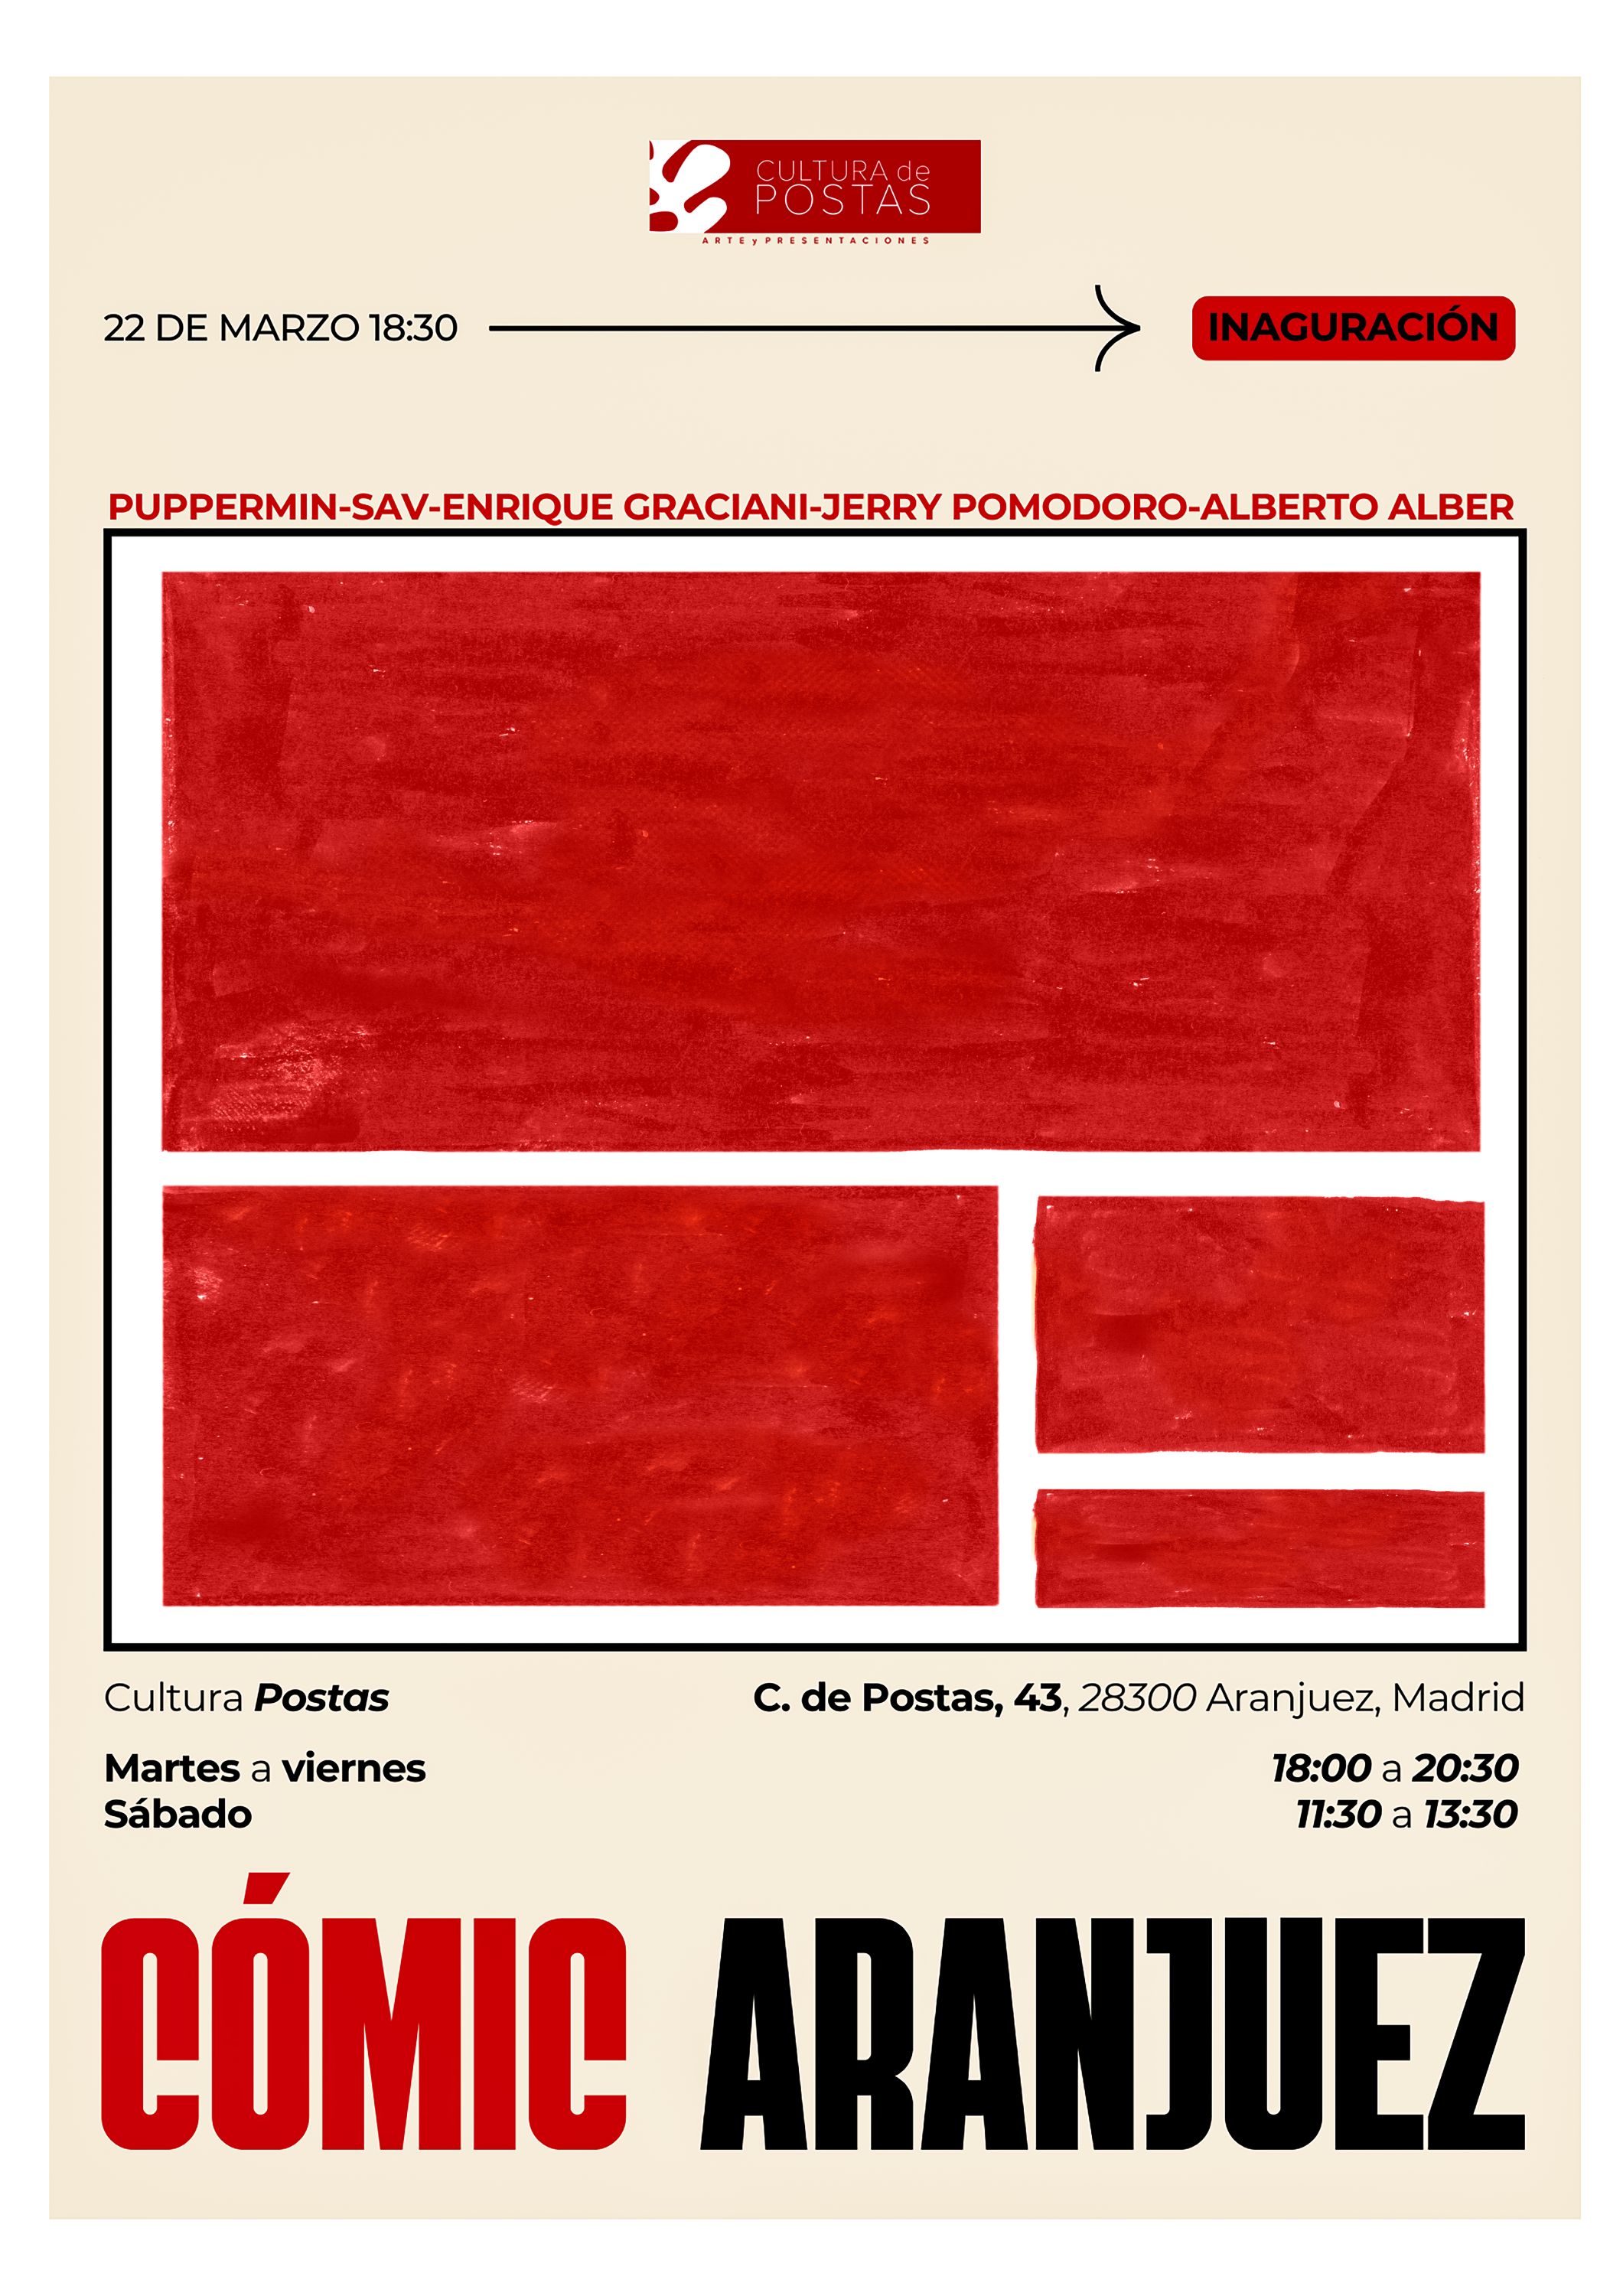 CULTURA de
POSTAS
ARTE y PRESENTACIONES
22 DE MARZO 18:30
INAGURACIÓN
PUPPERMIN-SAV-ENRIQUE GRACIANI-JERRY POMODORO-ALBERTO ALBER
Cultura Postas
C. de Postas, 43, 28300 Aranjuez, Madrid
Martes a viernes 18:00 a 20:30
Sábado 11:30 a 13:30
CÓMIC ARANJUEZ